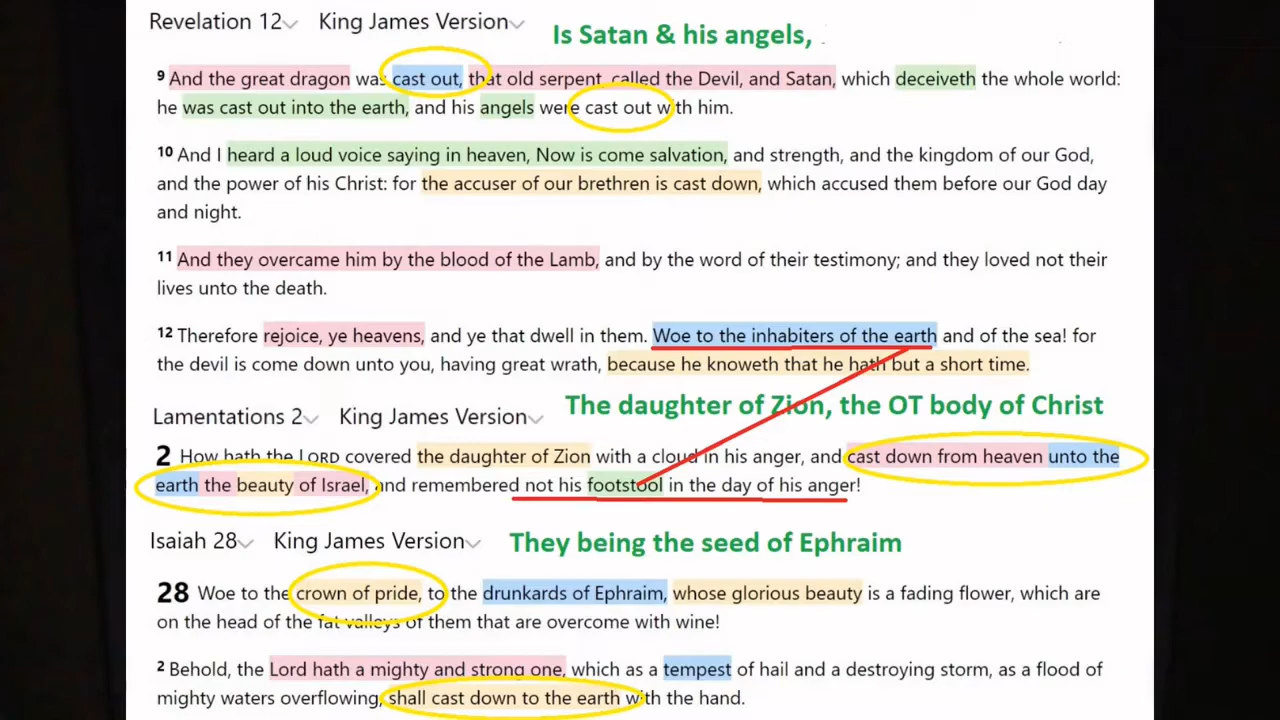 Revelation 12 King James Version Is Satan & his angels,
9 And the great dragon was cast out, that old serpent, called the Devil, and Satan, which deceiveth the whole world:
he was cast out into the earth, and his angels were cast out with him.
10 And I heard a loud voice saying in heaven, Now is come salvation, and strength, and the kingdom of our God,
and the power of his Christ: for the accuser of our brethren is cast down, which accused them before our God day
and night.
11 And they overcame him by the blood of the Lamb, and by the word of their testimony; and they loved not their
lives unto the death.
12 Therefore rejoice, ye heavens, and ye that dwell in them. Woe to the inhabiters of the earth and of the sea! for
the devil is come down unto you, having great wrath, because he knoweth that he hath but a short time.
Lamentations 2 King James Version The daughter of Zion, the OT body of Christ
2 How hath the LORD covered the daughter of Zion with a cloud in his anger, and cast down from heaven unto the
earth the beauty of Israel, and remembered not his footstool in the day of his anger!
Isaiah 28 King James Version They being the seed of Ephraim
28 Woe to the crown of pride, to the drunkards of Ephraim, whose glorious beauty is a fading flower, which are
on the head of the fat valleys of them that are overcome with wine!
2 Behold, the Lord hath a mighty and strong one, which as a tempest of hail and a destroying storm, as a flood of
mighty waters overflowing, shall cast down to the earth with the hand.